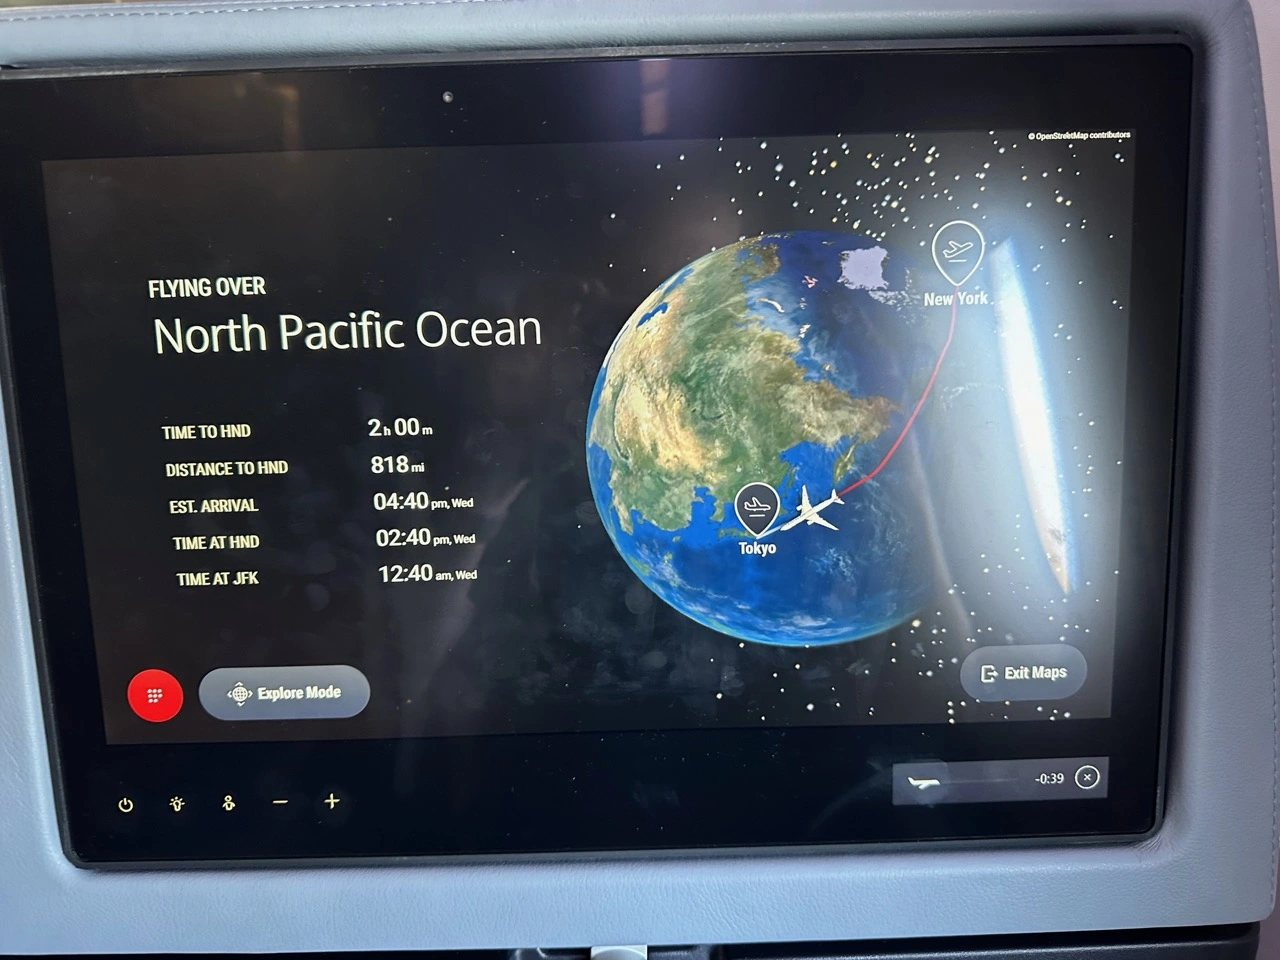 © OpenStreetMap contributors
FLYING OVER
North Pacific Ocean
TIME TO HND 2h 00m
DISTANCE TO HND 818 mi
EST. ARRIVAL 04:40 pm, Wed
TIME AT HND 02:40 pm, Wed
TIME AT JFK 12:40 am, Wed
New York
Tokyo
Explore Mode
Exit Maps
-0:39